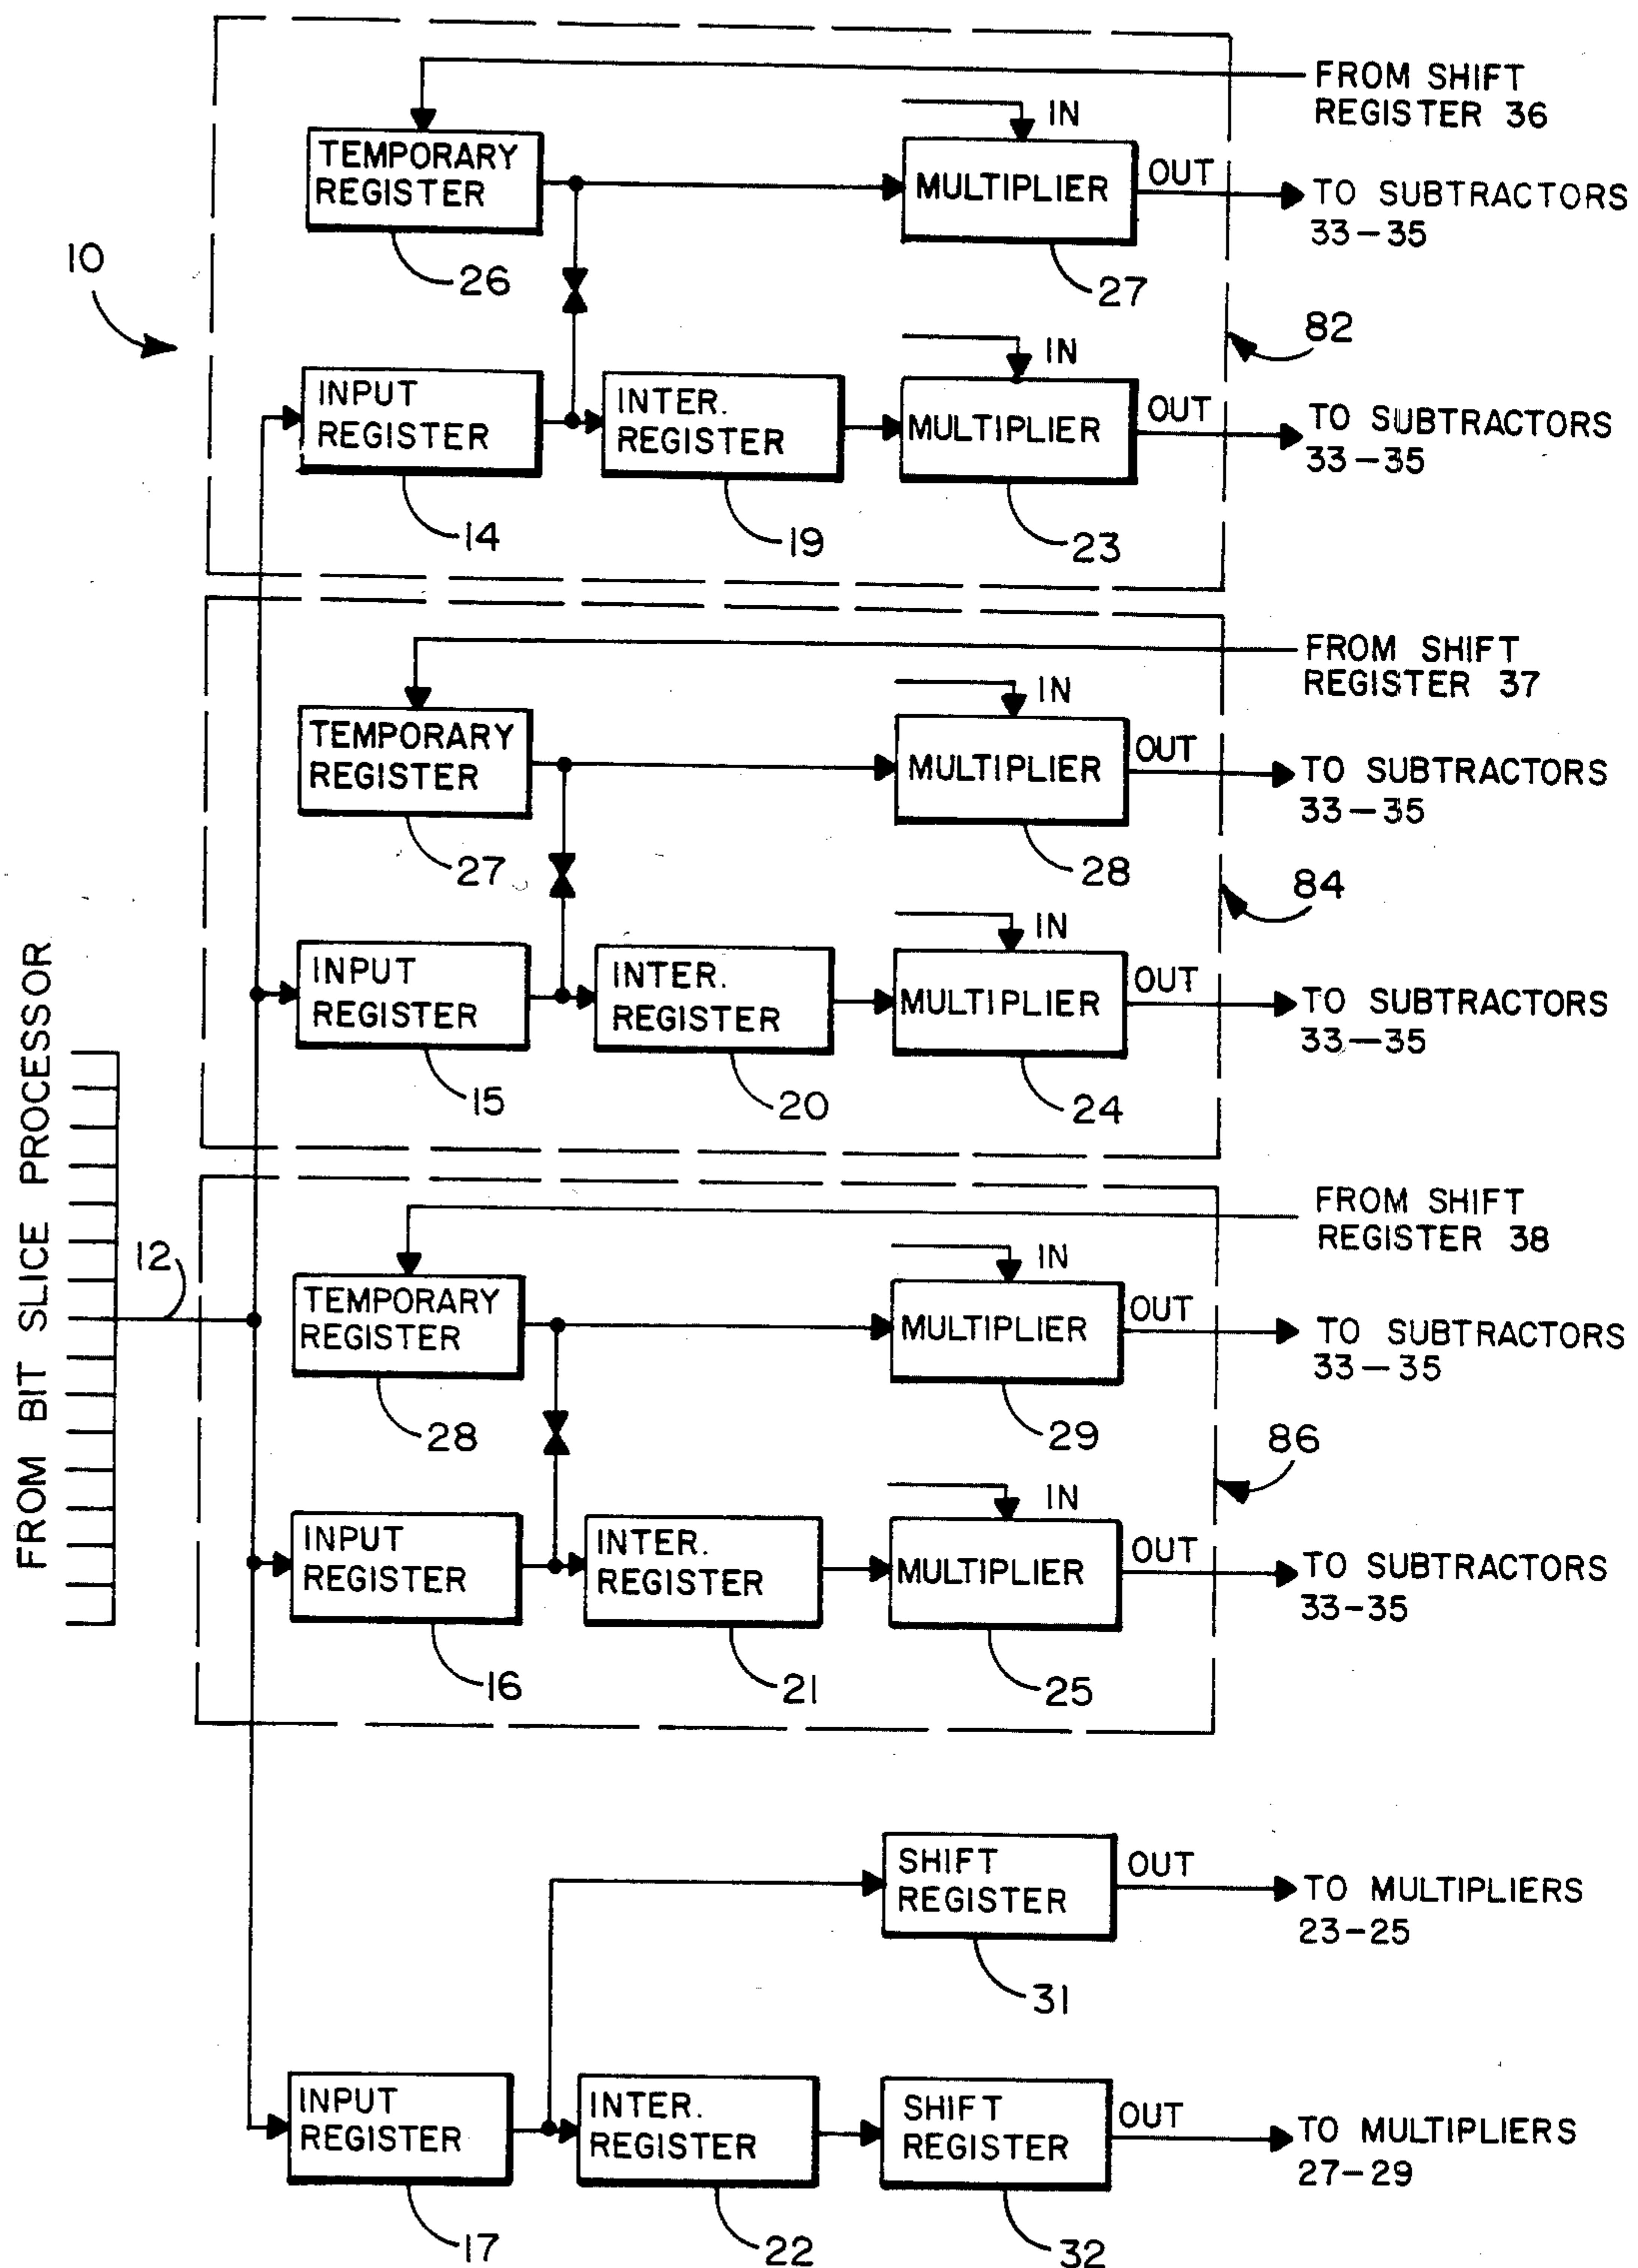 FROM SHIFT
REGISTER 36
IN
TEMPORARY
REGISTER
MULTIPLIER
OUT
TO SUBTRACTORS
33-35
10
26
27
82
IN
INPUT
REGISTER
INTER.
REGISTER
MULTIPLIER
OUT
TO SUBTRACTORS
33-35
14
19
23
FROM SHIFT
REGISTER 37
IN
TEMPORARY
REGISTER
MULTIPLIER
OUT
TO SUBTRACTORS
33-35
27
28
84
IN
INPUT
REGISTER
INTER.
REGISTER
MULTIPLIER
OUT
TO SUBTRACTORS
33-35
15
20
24
FROM BIT SLICE PROCESSOR
12
FROM SHIFT
REGISTER 38
IN
TEMPORARY
REGISTER
MULTIPLIER
OUT
TO SUBTRACTORS
33-35
28
29
86
IN
INPUT
REGISTER
INTER.
REGISTER
MULTIPLIER
OUT
TO SUBTRACTORS
33-35
16
21
25
SHIFT
REGISTER
OUT
TO MULTIPLIERS
23-25
31
INPUT
REGISTER
INTER.
REGISTER
SHIFT
REGISTER
OUT
TO MULTIPLIERS
27-29
17
22
32